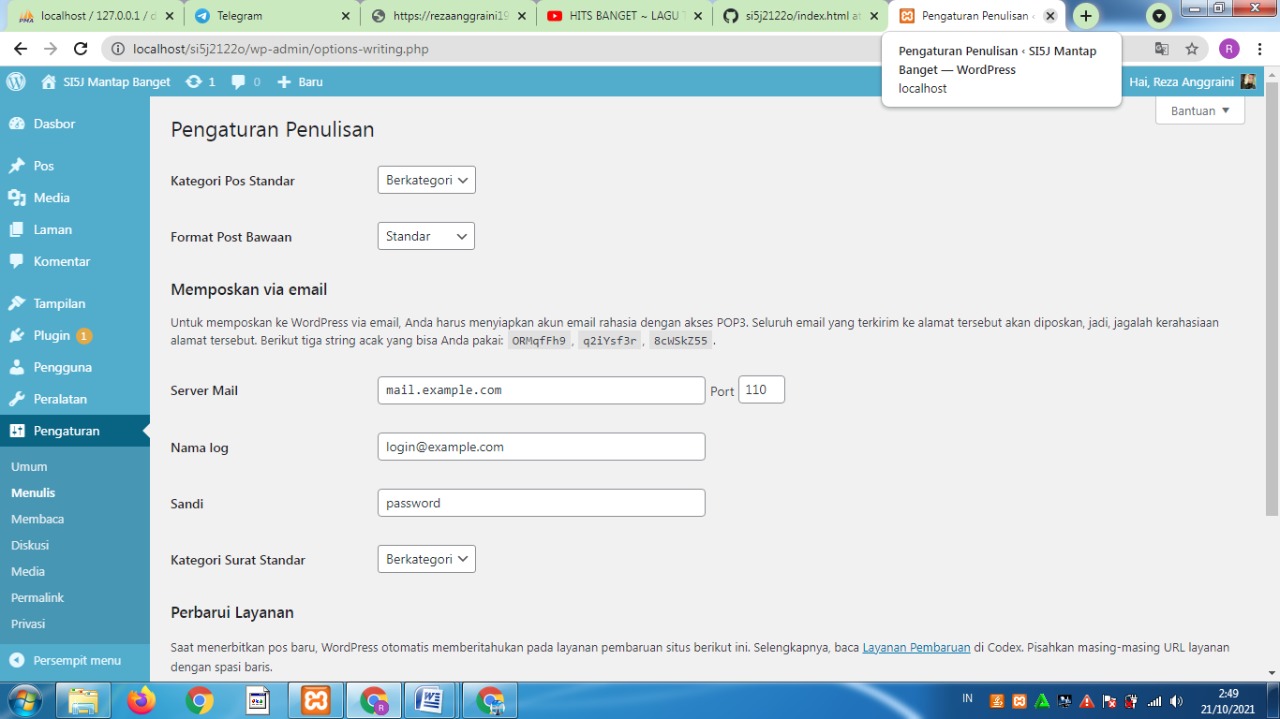 localhost / 127.0.0.1 / d
Telegram
https://rezaanggraini19
HITS BANGET ~ LAGU T
si5j2122o/index.html at
Pengaturan Penulisan ‹
localhost/si5j2122o/wp-admin/options-writing.php
R
Pengaturan Penulisan ‹ SI5J Mantap
Banget — WordPress
localhost
SI5J Mantap Banget
1
0
Baru
Hai, Reza Anggraini
Bantuan
Dasbor
Pos
Media
Laman
Komentar
Tampilan
Plugin 1
Pengguna
Peralatan
Pengaturan
Umum
Menulis
Membaca
Diskusi
Media
Permalink
Privasi
Persempit menu
Pengaturan Penulisan
Kategori Pos Standar
Berkategori
Format Post Bawaan
Standar
Memposkan via email
Untuk memposkan ke WordPress via email, Anda harus menyiapkan akun email rahasia dengan akses POP3. Seluruh email yang terkirim ke alamat tersebut akan diposkan, jadi, jagalah kerahasiaan
alamat tersebut. Berikut tiga string acak yang bisa Anda pakai: ORMqfFh9 , q2iYsf3r , 8cWSkZ55 .
Server Mail
mail.example.com
Port 110
Nama log
login@example.com
Sandi
password
Kategori Surat Standar
Berkategori
Perbarui Layanan
Saat menerbitkan pos baru, WordPress otomatis memberitahukan pada layanan pembaruan situs berikut ini. Selengkapnya, baca Layanan Pembaruan di Codex. Pisahkan masing-masing URL layanan
dengan spasi baris.
IN
2:49
21/10/2021